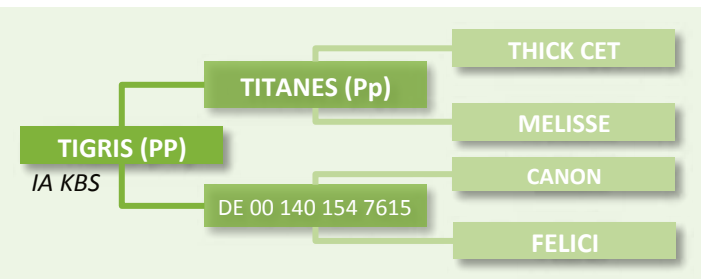 THICK CET
TITANES (Pp)
MELISSE
TIGRIS (PP)
IA KBS
CANON
DE 00 140 154 7615
FELICI